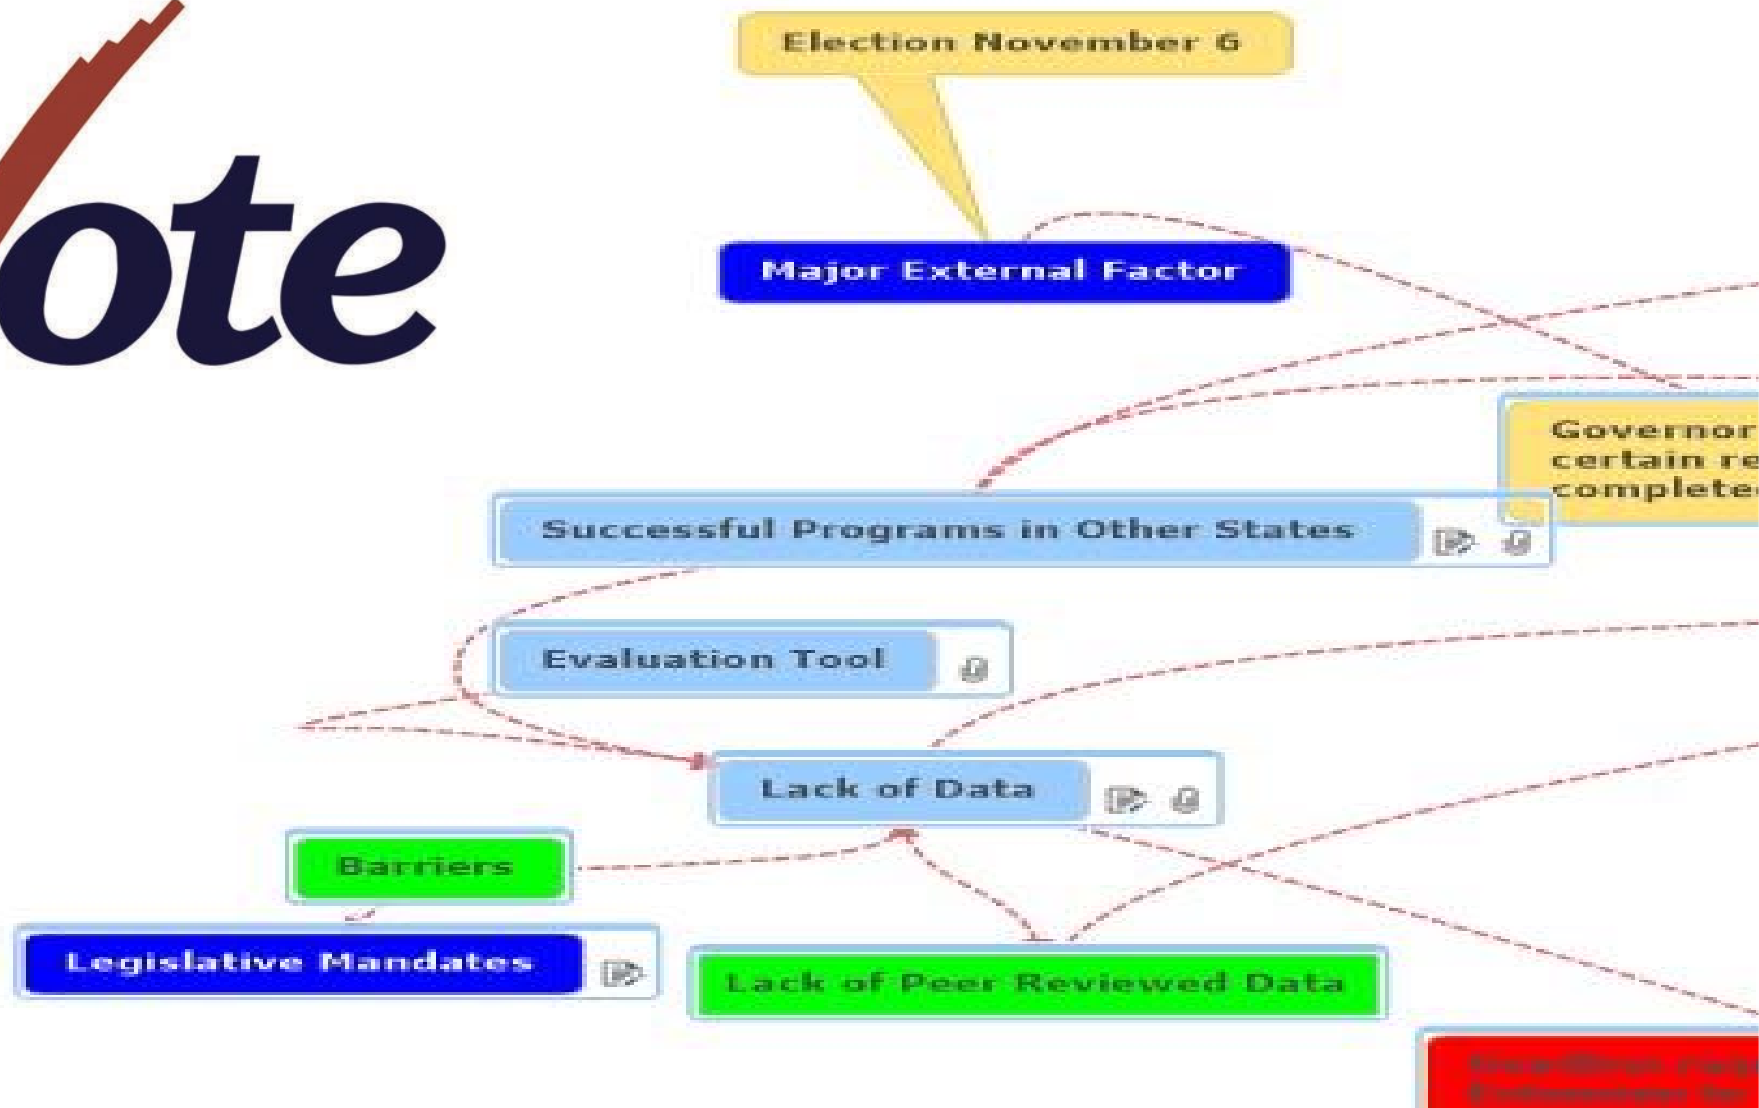 Election November 6
Vote
Major External Factor
Governor
certain re
complete
Successful Programs in Other States
Evaluation Tool
Lack of Data
Barriers
Legislative Mandates
Lack of Peer Reviewed Data